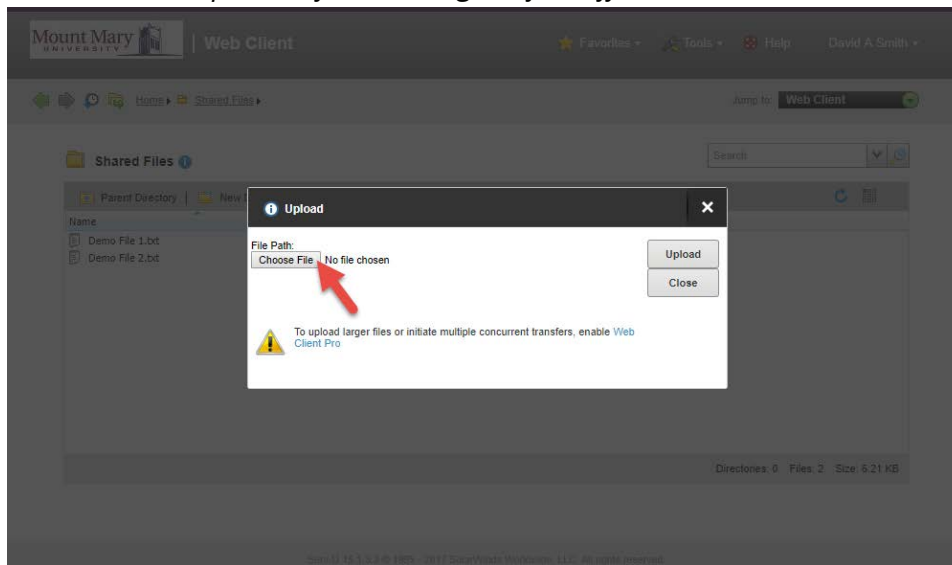 Mount Mary
UNIVERSITY
Web Client
Favorites
Tools
Help
David A Smith
Home
Shared Files
Jump to:
Web Client
Shared Files
Search
Parent Directory
New
Name
Demo File 1.txt
Demo File 2.txt
Upload
File Path:
Choose File
No file chosen
Upload
Close
To upload larger files or initiate multiple concurrent transfers, enable Web
Client Pro
Directories: 0 Files: 2 Size: 6.21 KB